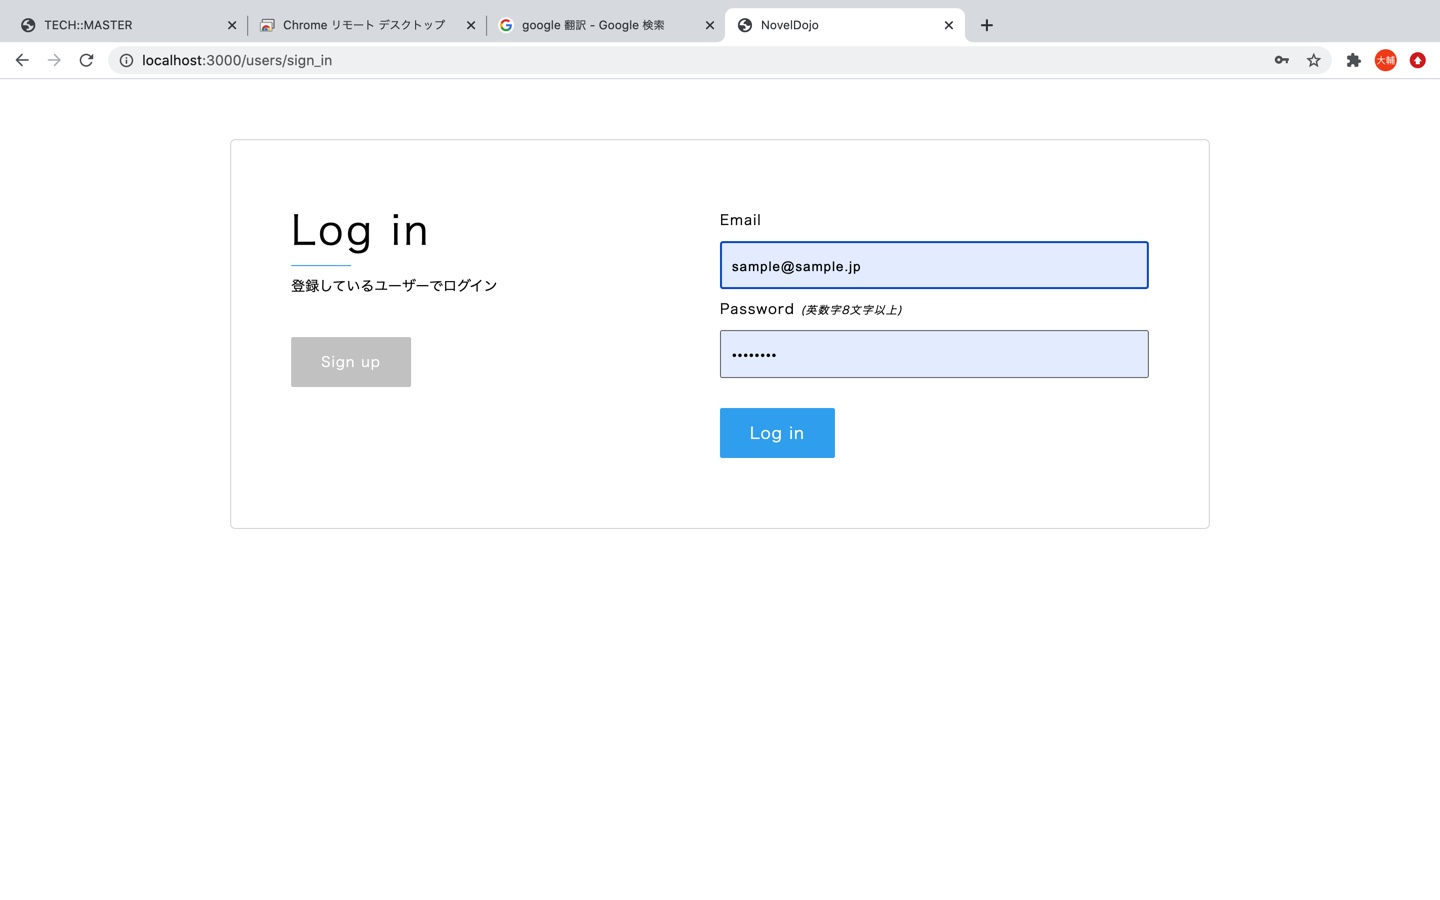 TECH::MASTER
Chrome リモート デスクトップ
google 翻訳 - Google 検索
NovelDojo
localhost:3000/users/sign_in
大輔
Log in
登録しているユーザーでログイン
Sign up
Email
sample@sample.jp
Password (英数字8文字以上)
••••••••
Log in